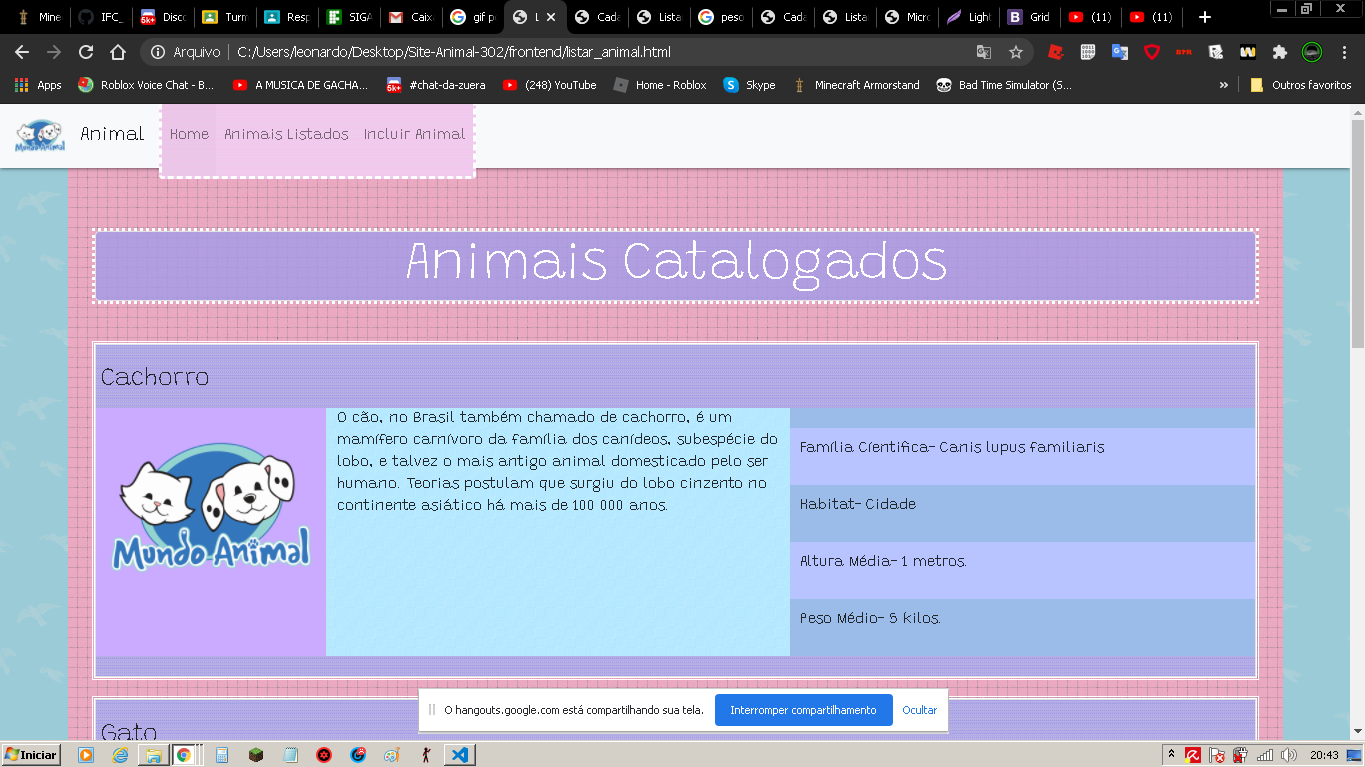 Mine
IFC_
Disco
Turm
Resp
SIGA
Caixa
gif p
L
Cada
Lista
peso
Cada
Lista
Micro
Light
Grid
(11)
(11)
Arquivo | C:/Users/leonardo/Desktop/Site-Animal-302/frontend/listar_animal.html
Apps
Roblox Voice Chat - B...
A MUSICA DE GACHA...
#chat-da-zuera
(248) YouTube
Home - Roblox
Skype
Minecraft Armorstand
Bad Time Simulator (S...
»
Outros favoritos
Mundo Animal
Animal
Home
Animais Listados
Incluir Animal
Animais Catalogados
Cachorro
Mundo Animal
O cão, no Brasil também chamado de cachorro, é um
mamífero carnívoro da família dos canídeos, subespécie do
lobo, e talvez o mais antigo animal domesticado pelo ser
humano. Teorias postulam que surgiu do lobo cinzento no
continente asiático há mais de 100 000 anos.
Família Científica- Canis lupus familiaris
Habitat- Cidade
Altura Média- 1 metros.
Peso Médio- 5 kilos.
Gato
O hangouts.google.com está compartilhando sua tela.
Interromper compartilhamento
Ocultar
Iniciar
20:43